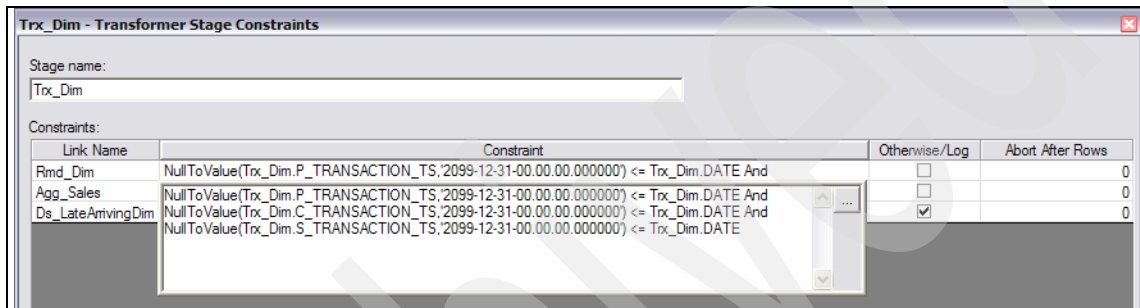 Trx_Dim - Transformer Stage Constraints
Stage name:
Trx_Dim
Constraints:
Link Name Constraint Otherwise/Log Abort After Rows
Rmd_Dim NullToValue(Trx_Dim.P_TRANSACTION_TS,'2099-12-31-00.00.00.000000') <= Trx_Dim.DATE And 0
Agg_Sales NullToValue(Trx_Dim.P_TRANSACTION_TS,'2099-12-31-00.00.00.000000') <= Trx_Dim.DATE And ... 0
Ds_LateArrivingDim NullToValue(Trx_Dim.C_TRANSACTION_TS,'2099-12-31-00.00.00.000000') <= Trx_Dim.DATE And 0
NullToValue(Trx_Dim.S_TRANSACTION_TS,'2099-12-31-00.00.00.000000') <= Trx_Dim.DATE